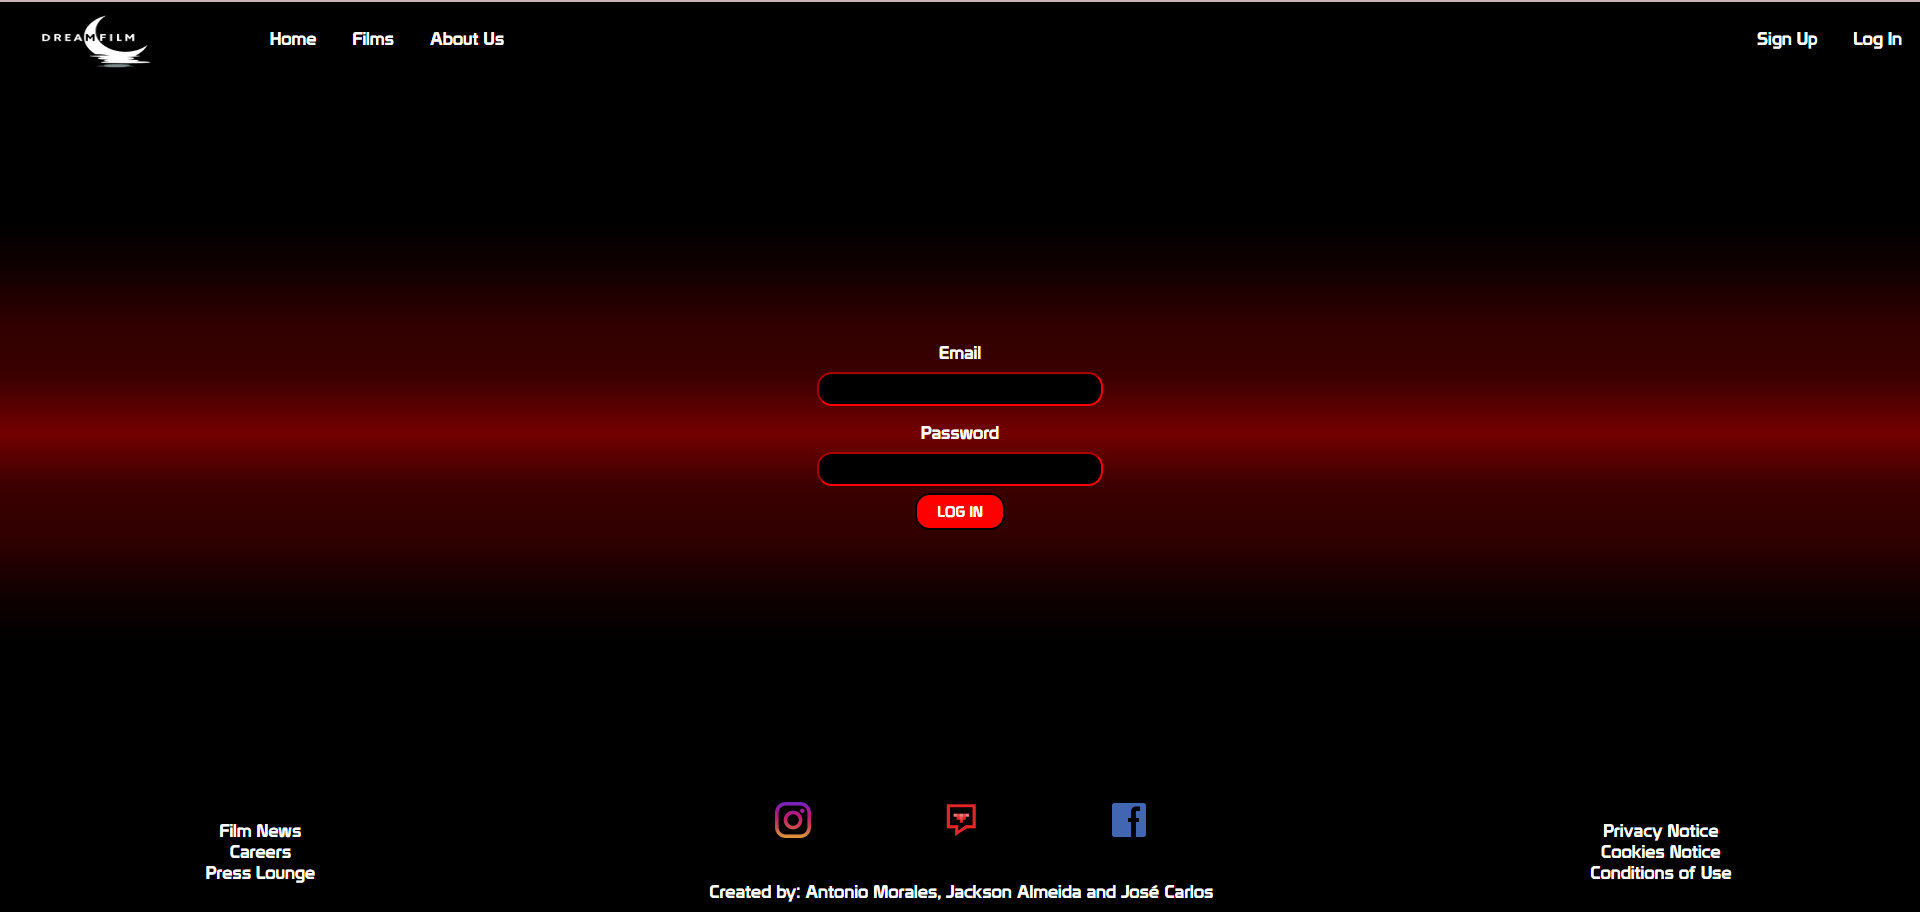 DREAMFILM
Home
Films
About Us
Sign Up
Log In
Email
Password
LOG IN
Film News
Careers
Press Lounge
Privacy Notice
Cookies Notice
Conditions of Use
Created by: Antonio Morales, Jackson Almeida and José Carlos